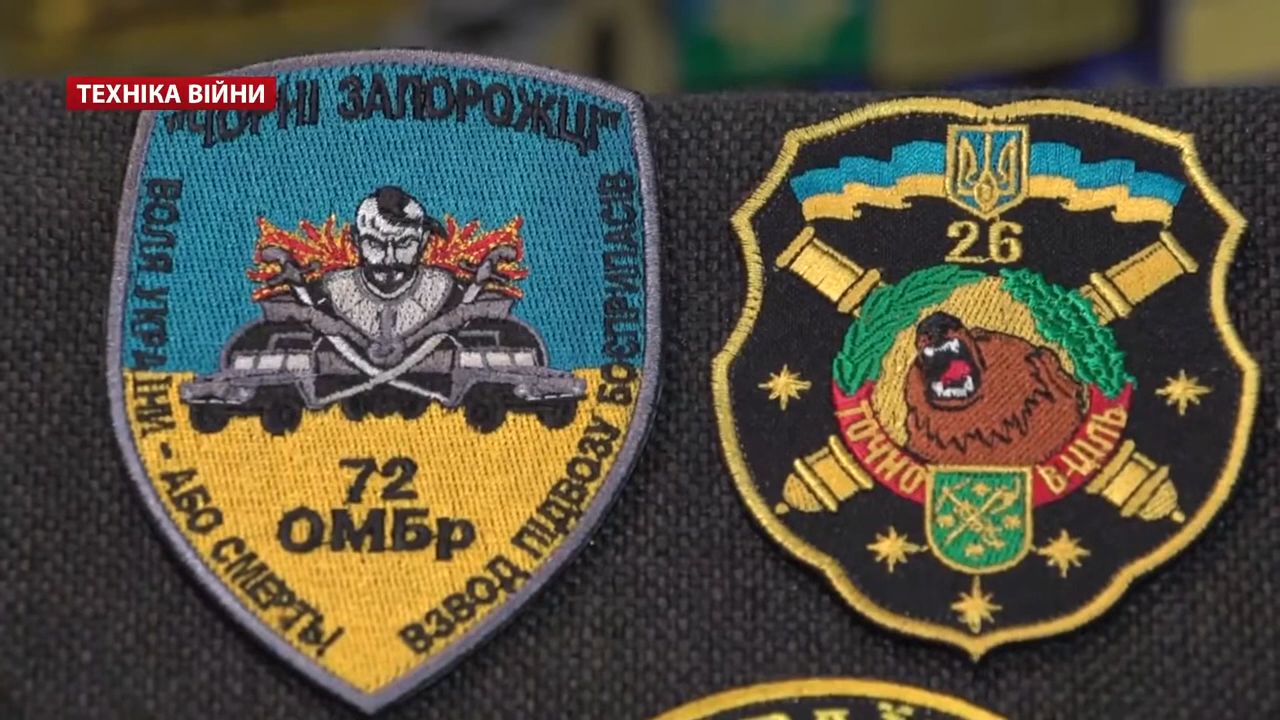 ТЕХНІКА ВІЙНИ
"ЧОРНІ ЗАПОРОЖЦІ"
ВОЛЯ УКРАЇНИ - АБО СМЕРТЬ!
72
ОМБр
ВЗВОД ПІДВОЗУ БОЄПРИПАСІВ
26
ТОЧНО В-ЦІЛЬ